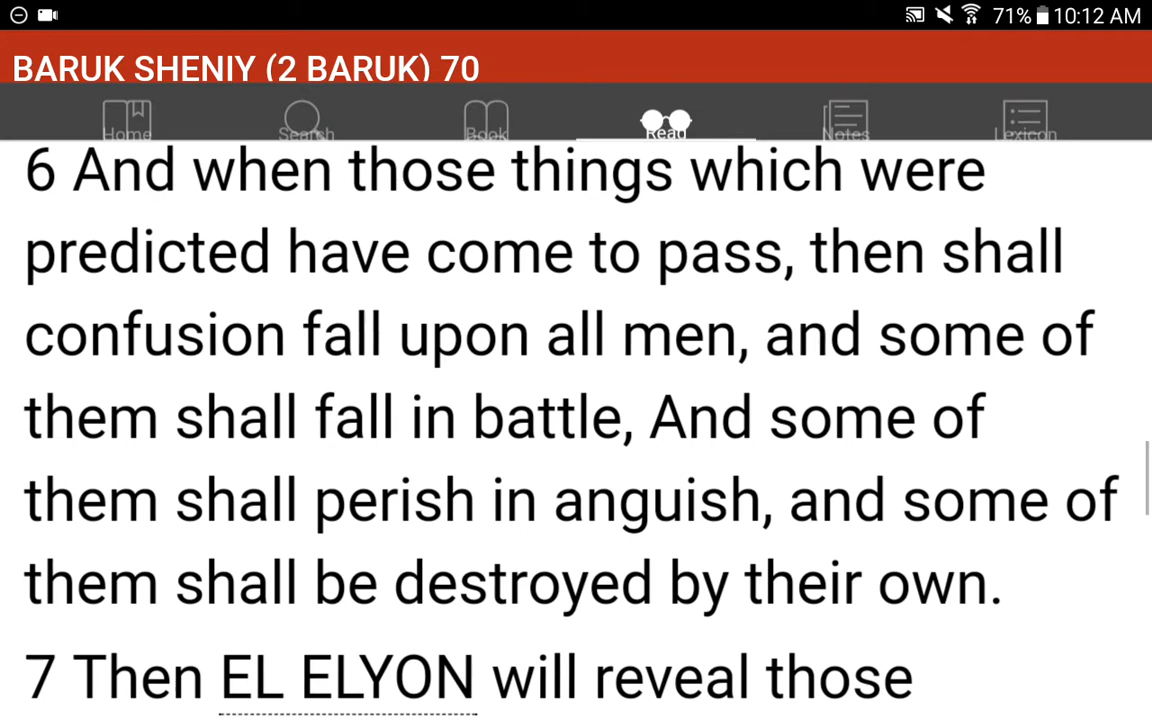 71% 10:12 AM
BARUK SHENIY (2 BARUK) 70
Home Search Book Read Notes Lexicon
6 And when those things which were
predicted have come to pass, then shall
confusion fall upon all men, and some of
them shall fall in battle, And some of
them shall perish in anguish, and some of
them shall be destroyed by their own.
7 Then EL ELYON will reveal those